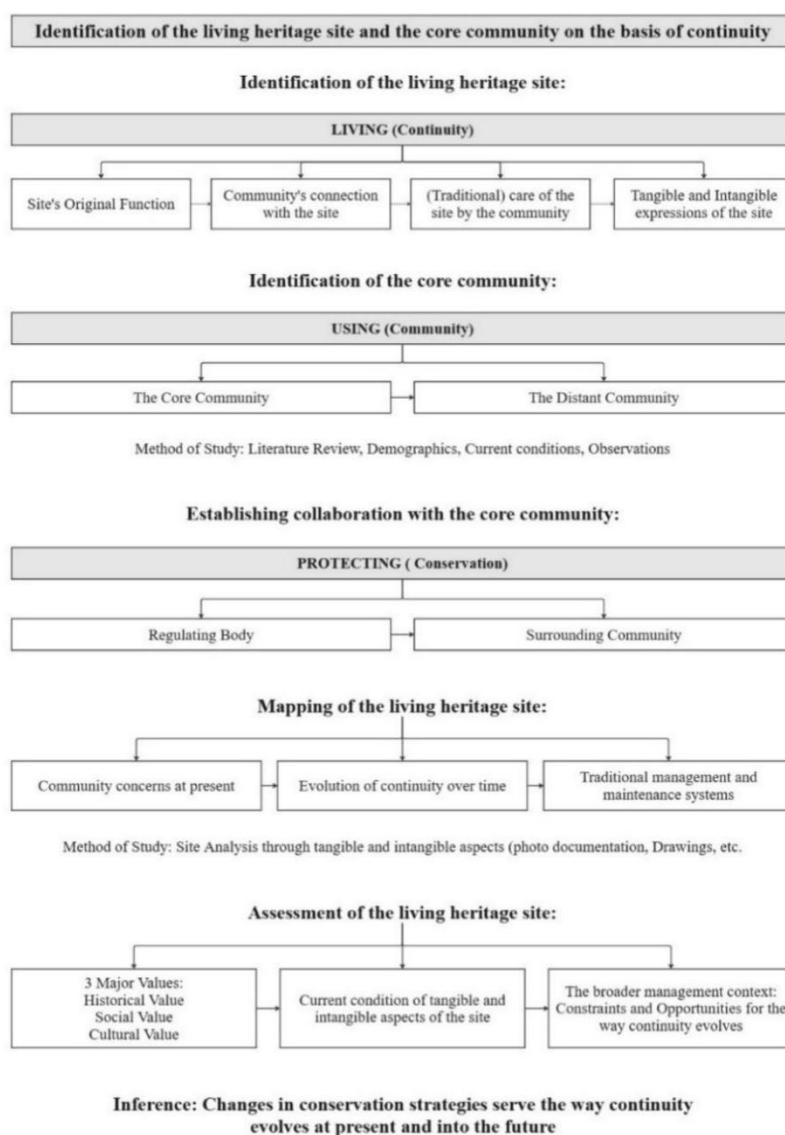 Identification of the living heritage site and the core community on the basis of continuity
Identification of the living heritage site:
LIVING (Continuity)
Site's Original Function
Community's connection
with the site
(Traditional) care of the
site by the community
Tangible and Intangible
expressions of the site
Identification of the core community:
USING (Community)
The Core Community
The Distant Community
Method of Study: Literature Review, Demographics, Current conditions, Observations
Establishing collaboration with the core community:
PROTECTING ( Conservation)
Regulating Body
Surrounding Community
Mapping of the living heritage site:
Community concerns at present
Evolution of continuity over time
Traditional management and
maintenance systems
Method of Study: Site Analysis through tangible and intangible aspects (photo documentation, Drawings, etc.
Assessment of the living heritage site:
3 Major Values:
Historical Value
Social Value
Cultural Value
Current condition of tangible and
intangible aspects of the site
The broader management context:
Constraints and Opportunities for the
way continuity evolves
Inference: Changes in conservation strategies serve the way continuity
evolves at present and into the future